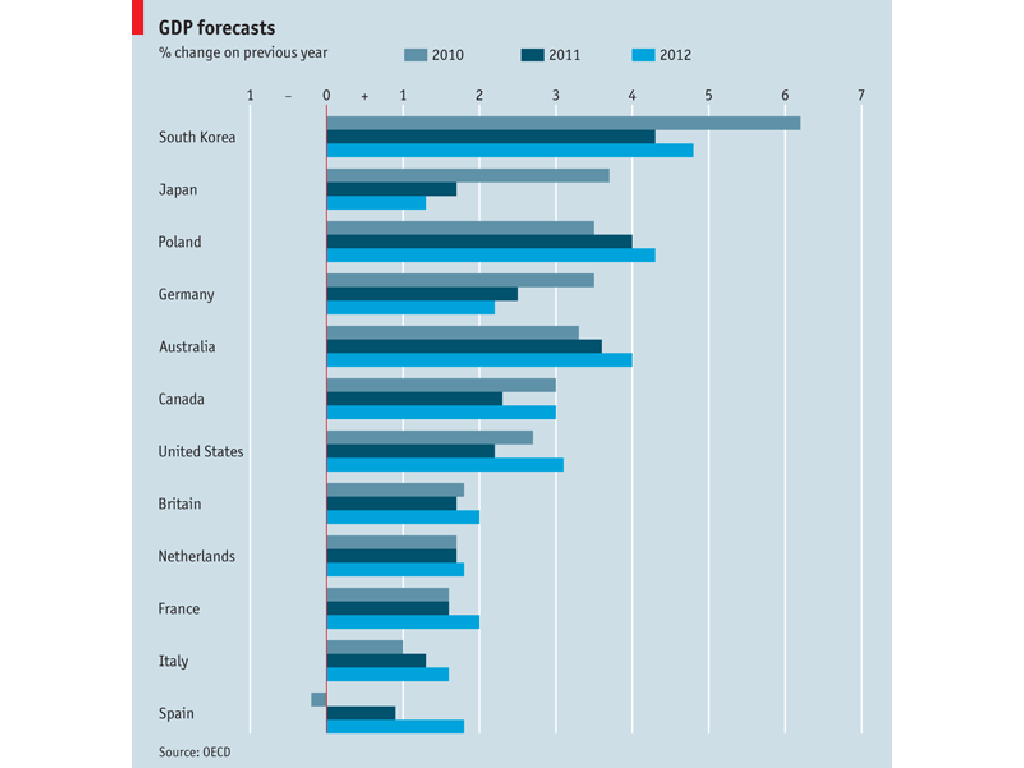 GDP forecasts
% change on previous year
2010 2011 2012
1 – 0 + 1 2 3 4 5 6 7
South Korea
Japan
Poland
Germany
Australia
Canada
United States
Britain
Netherlands
France
Italy
Spain
Source: OECD